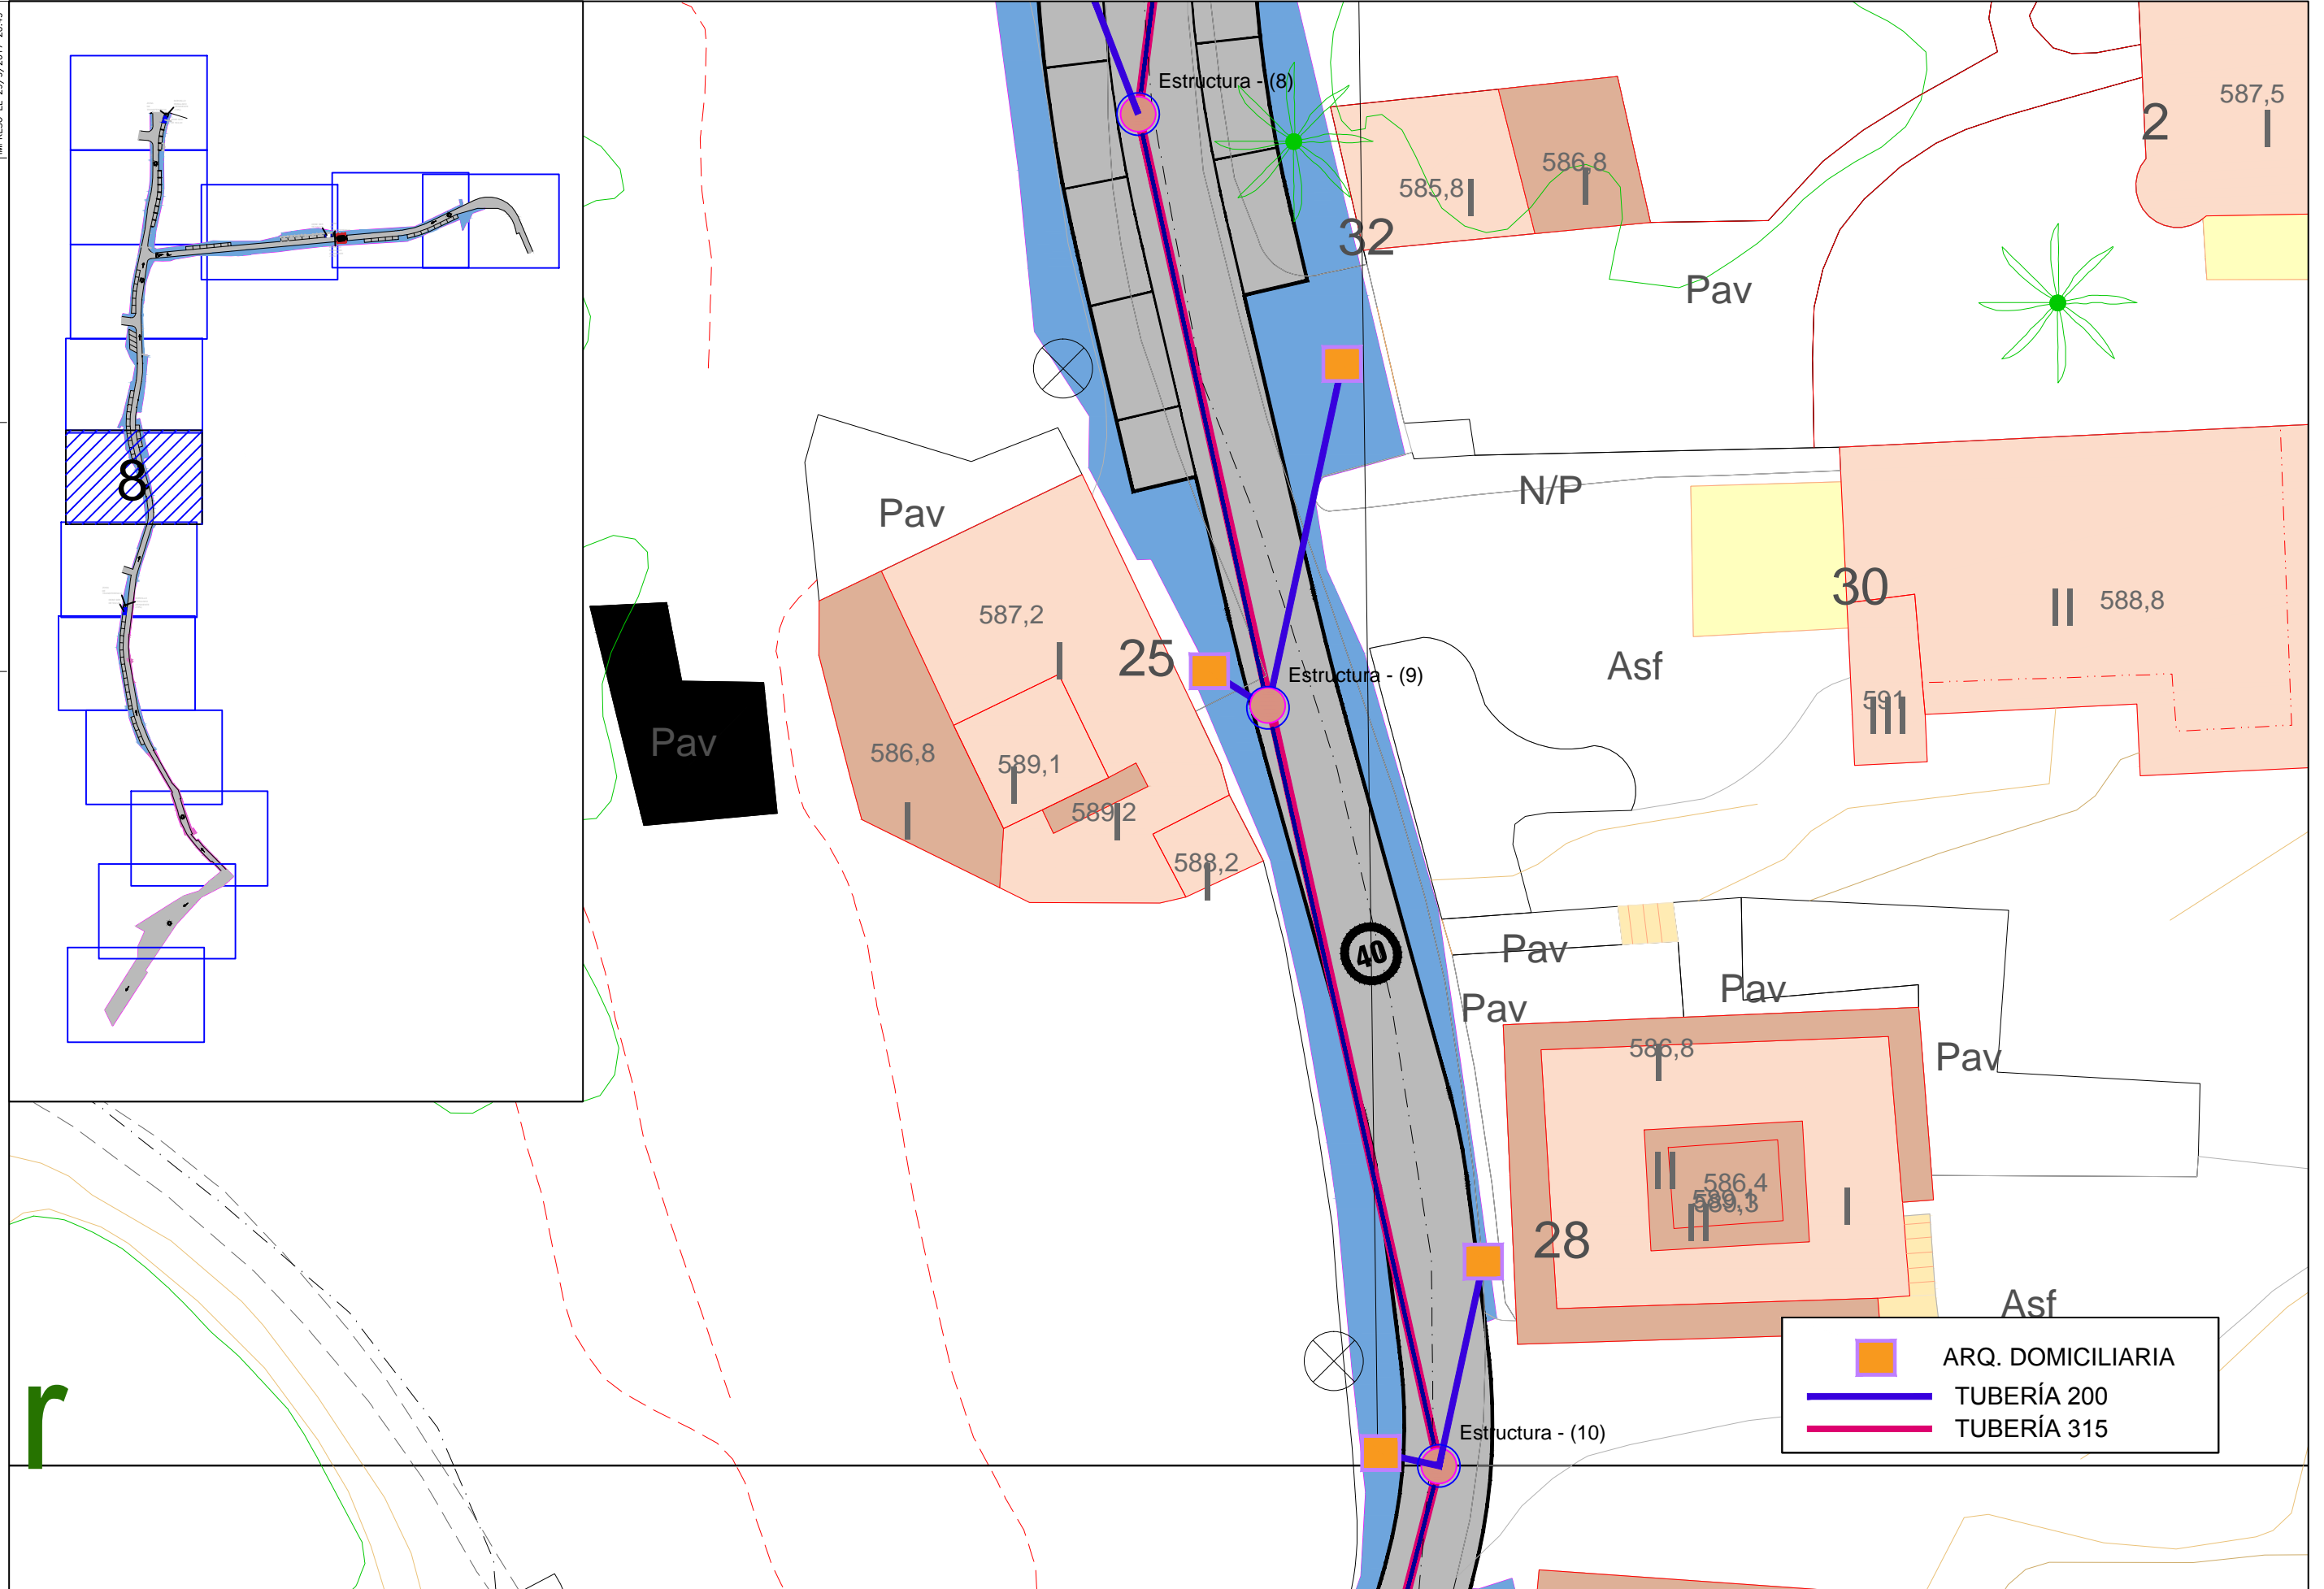 Estructura - (8)
587,5
2
586,8
585,8
32
Pav
8
N/P
Pav
30
588,8
587,2
25
Asf
Estructura - (9)
591
Pav
586,8
589,1
589,2
588,2
40
Pav
Pav
Pav
586,8
Pav
586,4
589,3
28
Asf
ARQ. DOMICILIARIA
TUBERÍA 200
TUBERÍA 315
r
Estructura - (10)